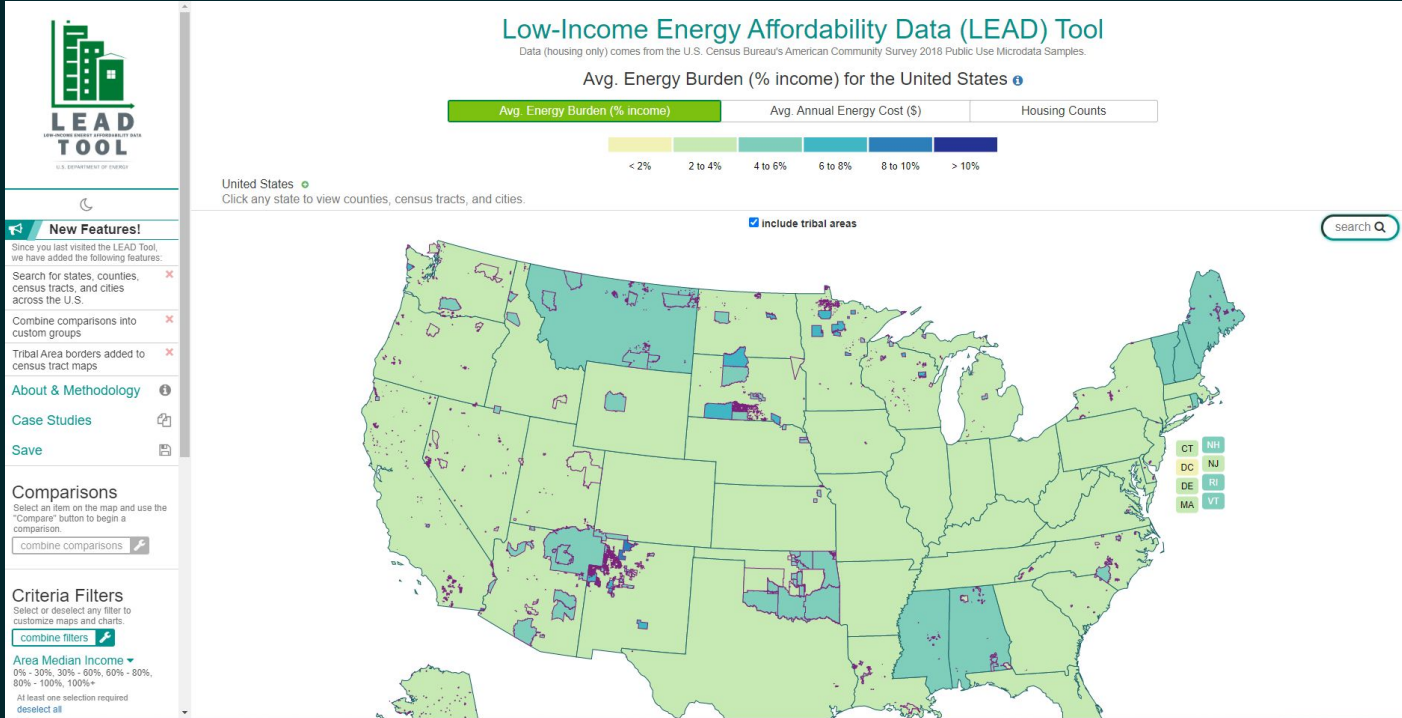 LEAD
LOW-INCOME ENERGY AFFORDABILITY DATA
TOOL
U.S. DEPARTMENT OF ENERGY
New Features!
Since you last visited the LEAD Tool,
we have added the following features:
Search for states, counties,
census tracts, and cities
across the U.S.
Combine comparisons into
custom groups
Tribal Area borders added to
census tract maps
About & Methodology
Case Studies
Save
Comparisons
Select an item on the map and use the
"Compare" button to begin a
comparison.
combine comparisons
Criteria Filters
Select or deselect any filter to
customize maps and charts.
combine filters
Area Median Income
0% - 30%, 30% - 60%, 60% - 80%,
80% - 100%, 100%+
At least one selection required
deselect all
Low-Income Energy Affordability Data (LEAD) Tool
Data (housing only) comes from the U.S. Census Bureau's American Community Survey 2018 Public Use Microdata Samples.
Avg. Energy Burden (% income) for the United States
Avg. Energy Burden (% income) Avg. Annual Energy Cost ($) Housing Counts
< 2% 2 to 4% 4 to 6% 6 to 8% 8 to 10% > 10%
United States
Click any state to view counties, census tracts, and cities.
include tribal areas
search
CT NH
DC NJ
DE RI
MA VT